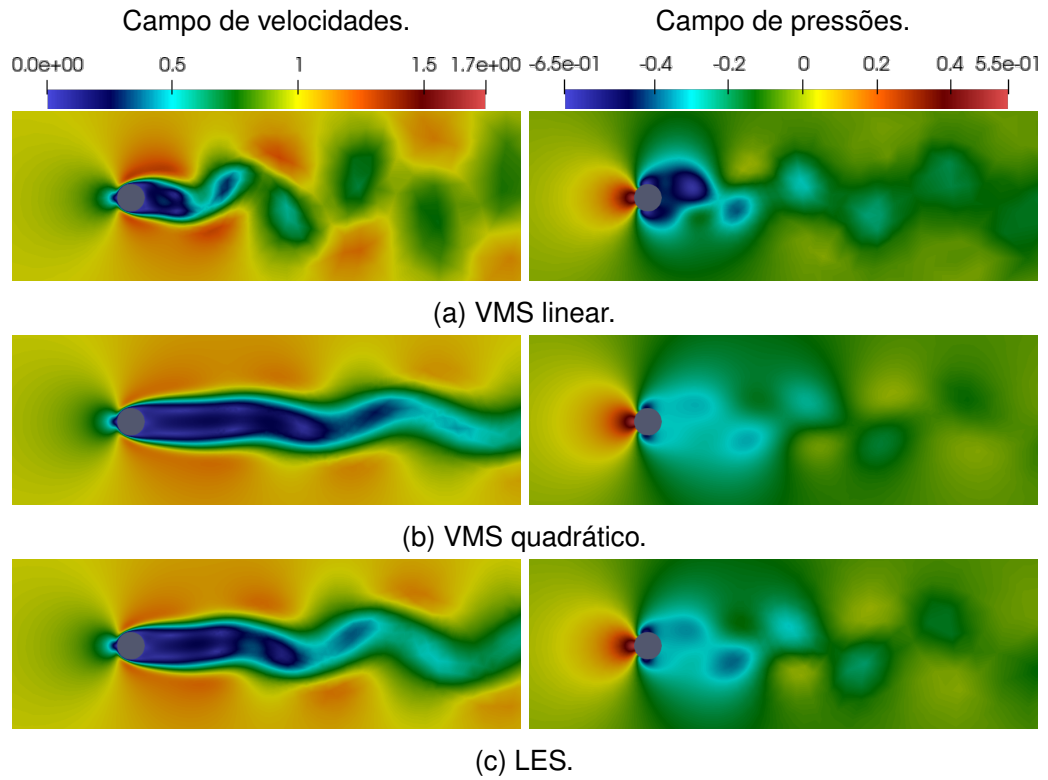 Campo de velocidades. Campo de pressões.
0.0e+00 0.5 1 1.5 1.7e+00 -6.5e-01 -0.4 -0.2 0 0.2 0.4 5.5e-01
(a) VMS linear.
(b) VMS quadrático.
(c) LES.